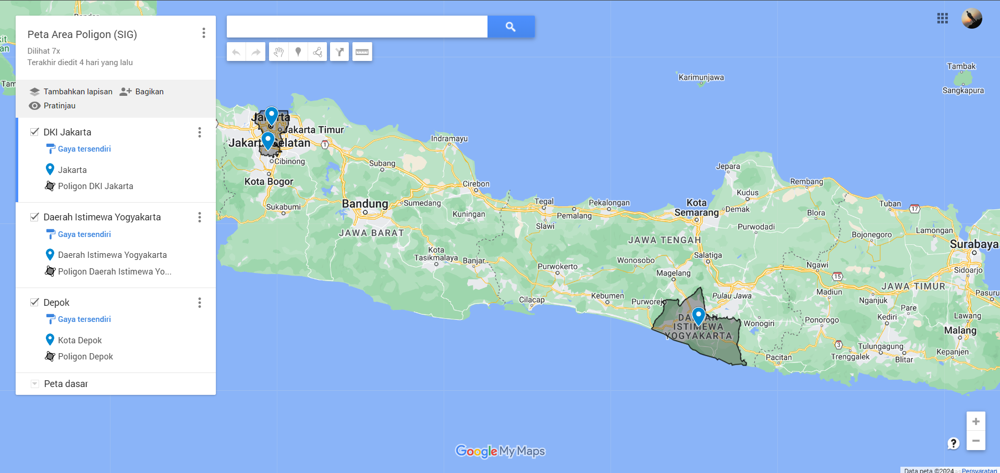 Peta Area Poligon (SIG)
Dilihat 7x
Terakhir diedit 4 hari yang lalu
Tambahkan lapisan
Bagikan
Pratinjau
DKI Jakarta
Gaya tersendiri
Jakarta
Poligon DKI Jakarta
Daerah Istimewa Yogyakarta
Gaya tersendiri
Daerah Istimewa Yogyakarta
Poligon Daerah Istimewa Yo...
Depok
Gaya tersendiri
Kota Depok
Poligon Depok
Peta dasar
Karimunjawa
Tambak
Sangkapura
Jakarta
Jakarta Timur
Jakarta Selatan
1
Cibinong
Kota Bogor
Indramayu
Subang
Cirebon
Bandung
Sumedang
Sukabumi
Kuningan
JAWA BARAT
Kota
Tasikmalaya
Banjar
Tegal
Pemalang
Pekalongan
Slawi
Jepara
Kudus
Rembang
Kota
Semarang
Demak
Blora
Tuban
17
Purwodadi
Bojonegoro
Lamongan
Surabaya
JAWA TENGAH
Salatiga
Wonosobo
Magelang
Purwokerto
Ngawi
15
Sidoarjo
JAWA TIMUR
Madiun
Nganjuk
Pasuru
Cilacap
Kebumen
Purworejo
Pulau Jawa
DAERAH
ISTIMEWA
YOGYAKARTA
Wonogiri
Ponorogo
Pare
Kediri
Lawang
Malang
3
Tulungagung
Trenggalek
Blitar
Kepanjen
Pacitan
Google My Maps
?
Data peta ©2024
Persyaratan